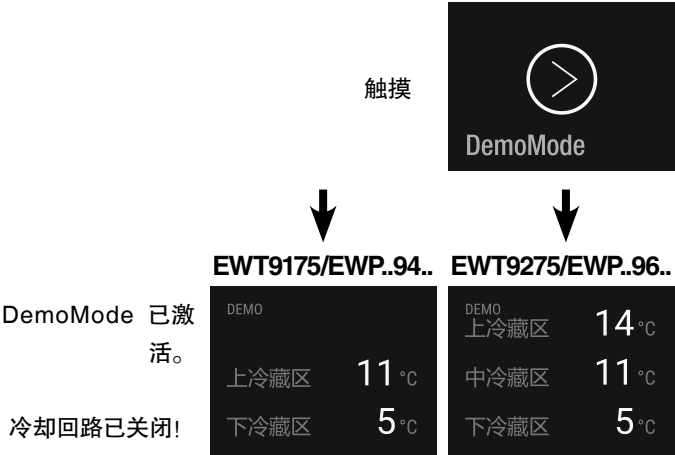 触摸
DemoMode
EWT9175/EWP..94.. EWT9275/EWP..96..
DemoMode 已激
活。
冷却回路已关闭!
DEMO
上冷藏区 11 °C
下冷藏区 5 °C
DEMO
上冷藏区 14 °C
中冷藏区 11 °C
下冷藏区 5 °C